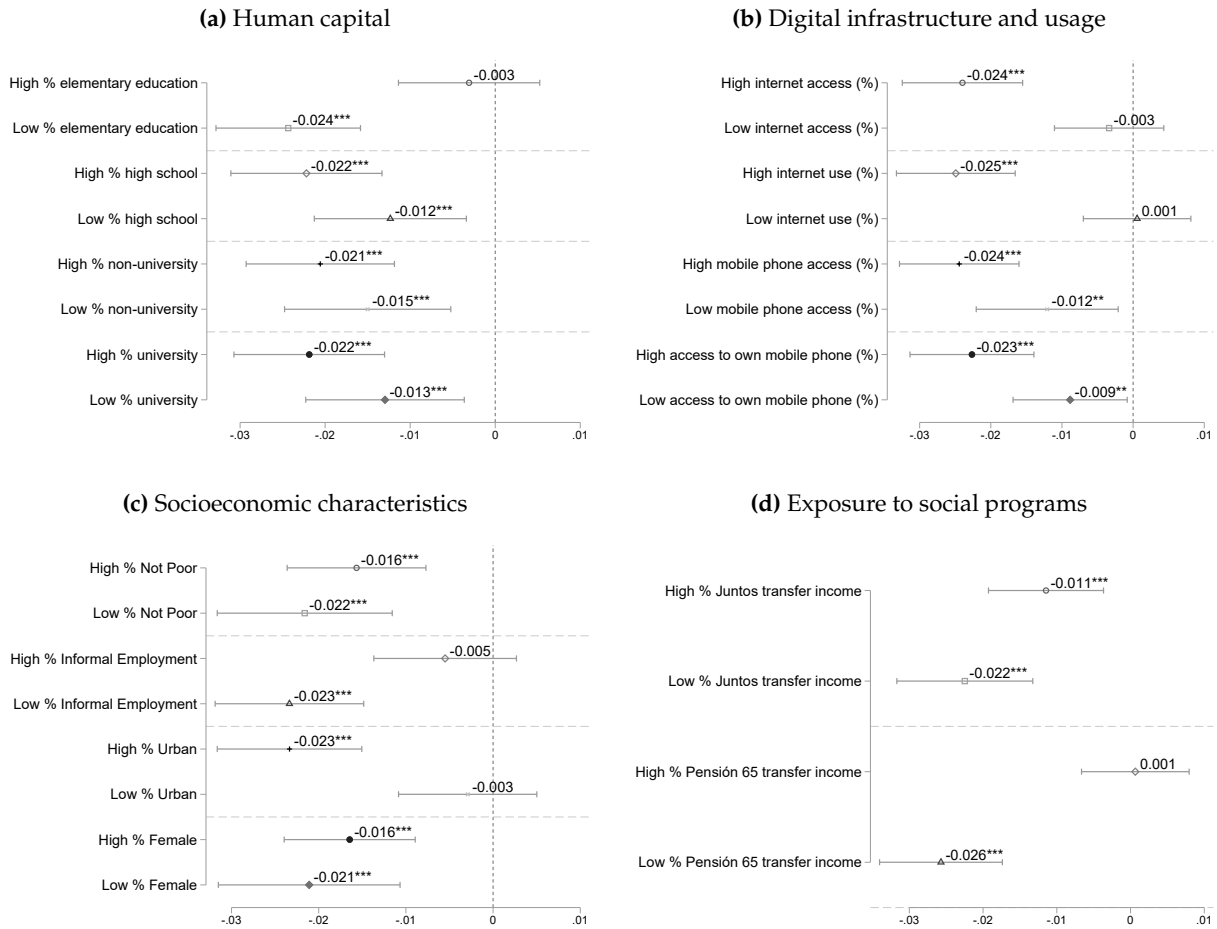 (a) Human capital
High % elementary education
-0.003
Low % elementary education
-0.024***
High % high school
-0.022***
Low % high school
-0.012***
High % non-university
-0.021***
Low % non-university
-0.015***
High % university
-0.022***
Low % university
-0.013***
-.03 -.02 -.01 0 .01
(b) Digital infrastructure and usage
High internet access (%)
-0.024***
Low internet access (%)
-0.003
High internet use (%)
-0.025***
Low internet use (%)
0.001
High mobile phone access (%)
-0.024***
Low mobile phone access (%)
-0.012**
High access to own mobile phone (%)
-0.023***
Low access to own mobile phone (%)
-0.009**
-.03 -.02 -.01 0 .01
(c) Socioeconomic characteristics
High % Not Poor
-0.016***
Low % Not Poor
-0.022***
High % Informal Employment
-0.005
Low % Informal Employment
-0.023***
High % Urban
-0.023***
Low % Urban
-0.003
High % Female
-0.016***
Low % Female
-0.021***
-.03 -.02 -.01 0 .01
(d) Exposure to social programs
High % Juntos transfer income
-0.011***
Low % Juntos transfer income
-0.022***
High % Pensión 65 transfer income
0.001
Low % Pensión 65 transfer income
-0.026***
-.03 -.02 -.01 0 .01